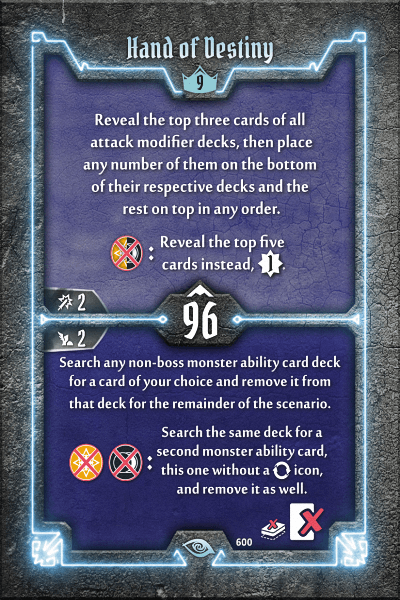 Hand of Destiny
9
Reveal the top three cards of all
attack modifier decks, then place
any number of them on the bottom
of their respective decks and the
rest on top in any order.
: Reveal the top five
cards instead, 1.
2
96
2
Search any non-boss monster ability card deck
for a card of your choice and remove it from
that deck for the remainder of the scenario.
: Search the same deck for a
second monster ability card,
this one without a icon,
and remove it as well.
600